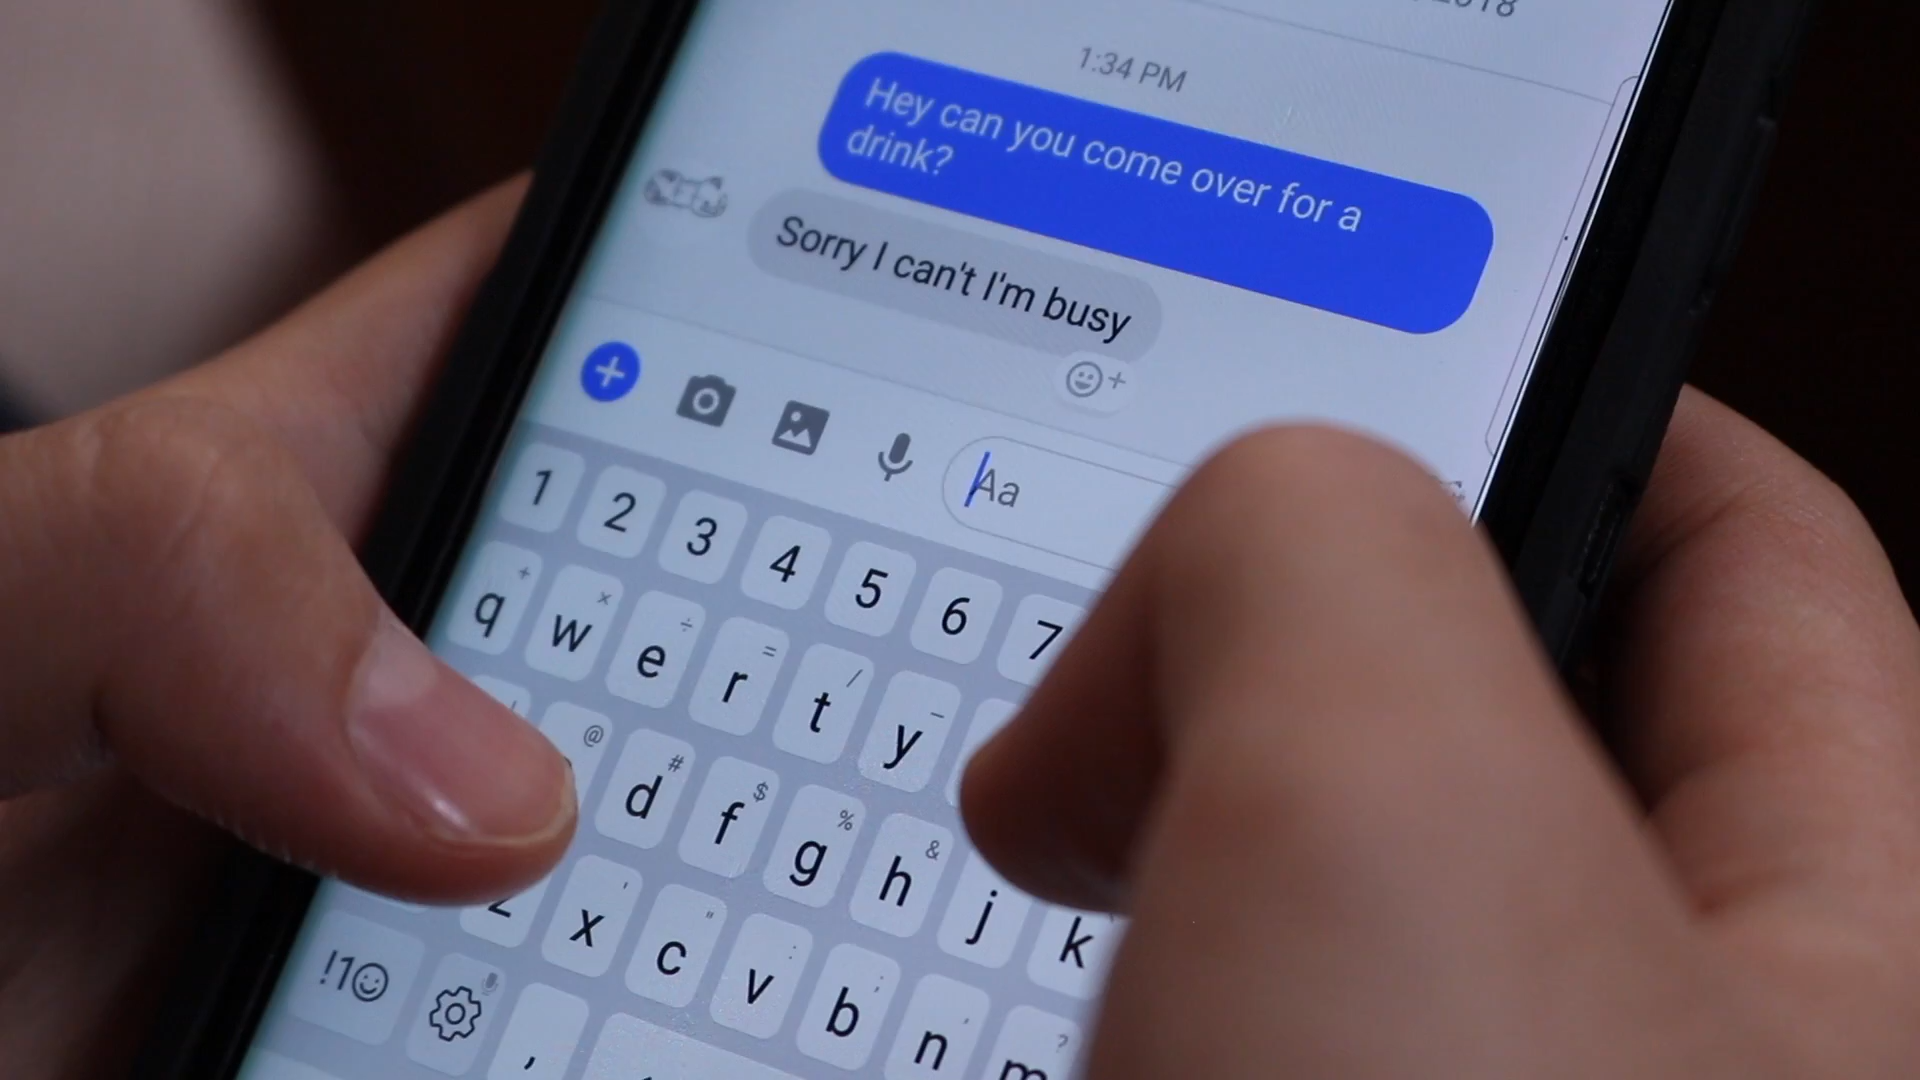 1:34 PM
Hey can you come over for a
drink?
Sorry I can't I'm busy
Aa
1 2 3 4 5 6 7
+ × ÷ = / _
q w e r t y
@ # $ % &
d f g h j k
' " : ; ?
z x c v b n m
!1☺ ,